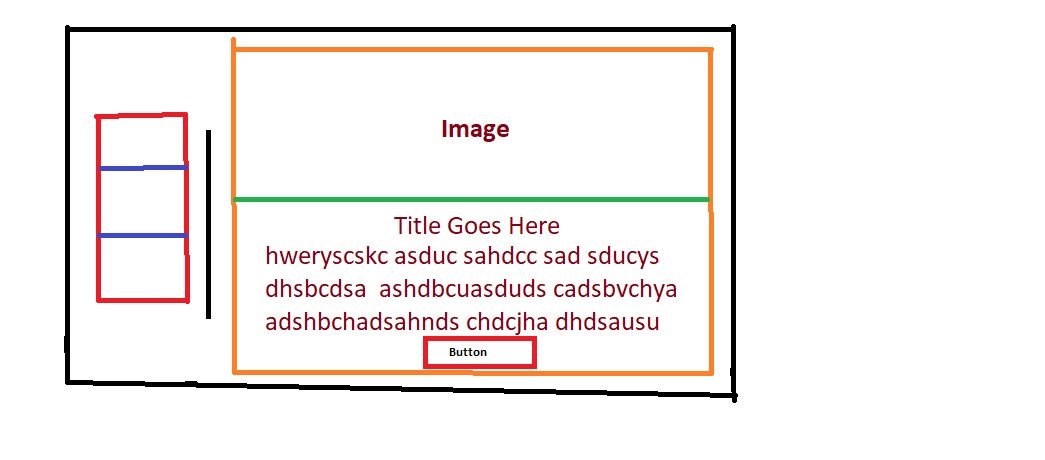 Image
Title Goes Here
hweryscskc asduc sahdcc sad sducys
dhsbcdsa  ashdbcuasduds cadsbvchya
adshbchadsahnds chdcjha dhdsausu
Button